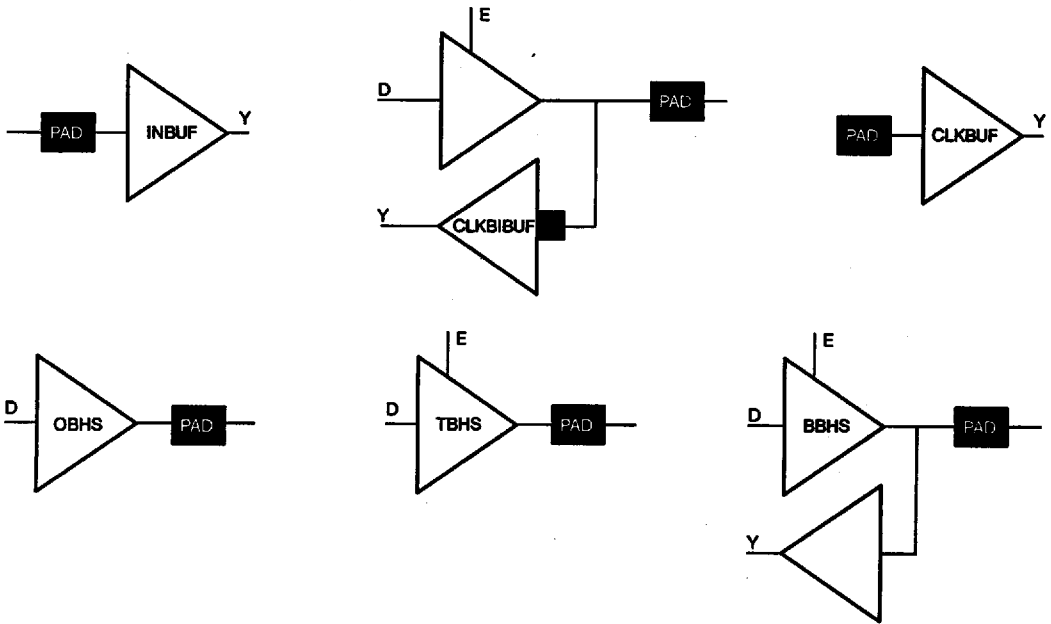 E
D
PAD
PAD
INBUF
Y
PAD
CLKBUF
Y
Y
CLKBIBUF
E
E
D
OBHS
PAD
D
TBHS
PAD
D
BBHS
PAD
Y